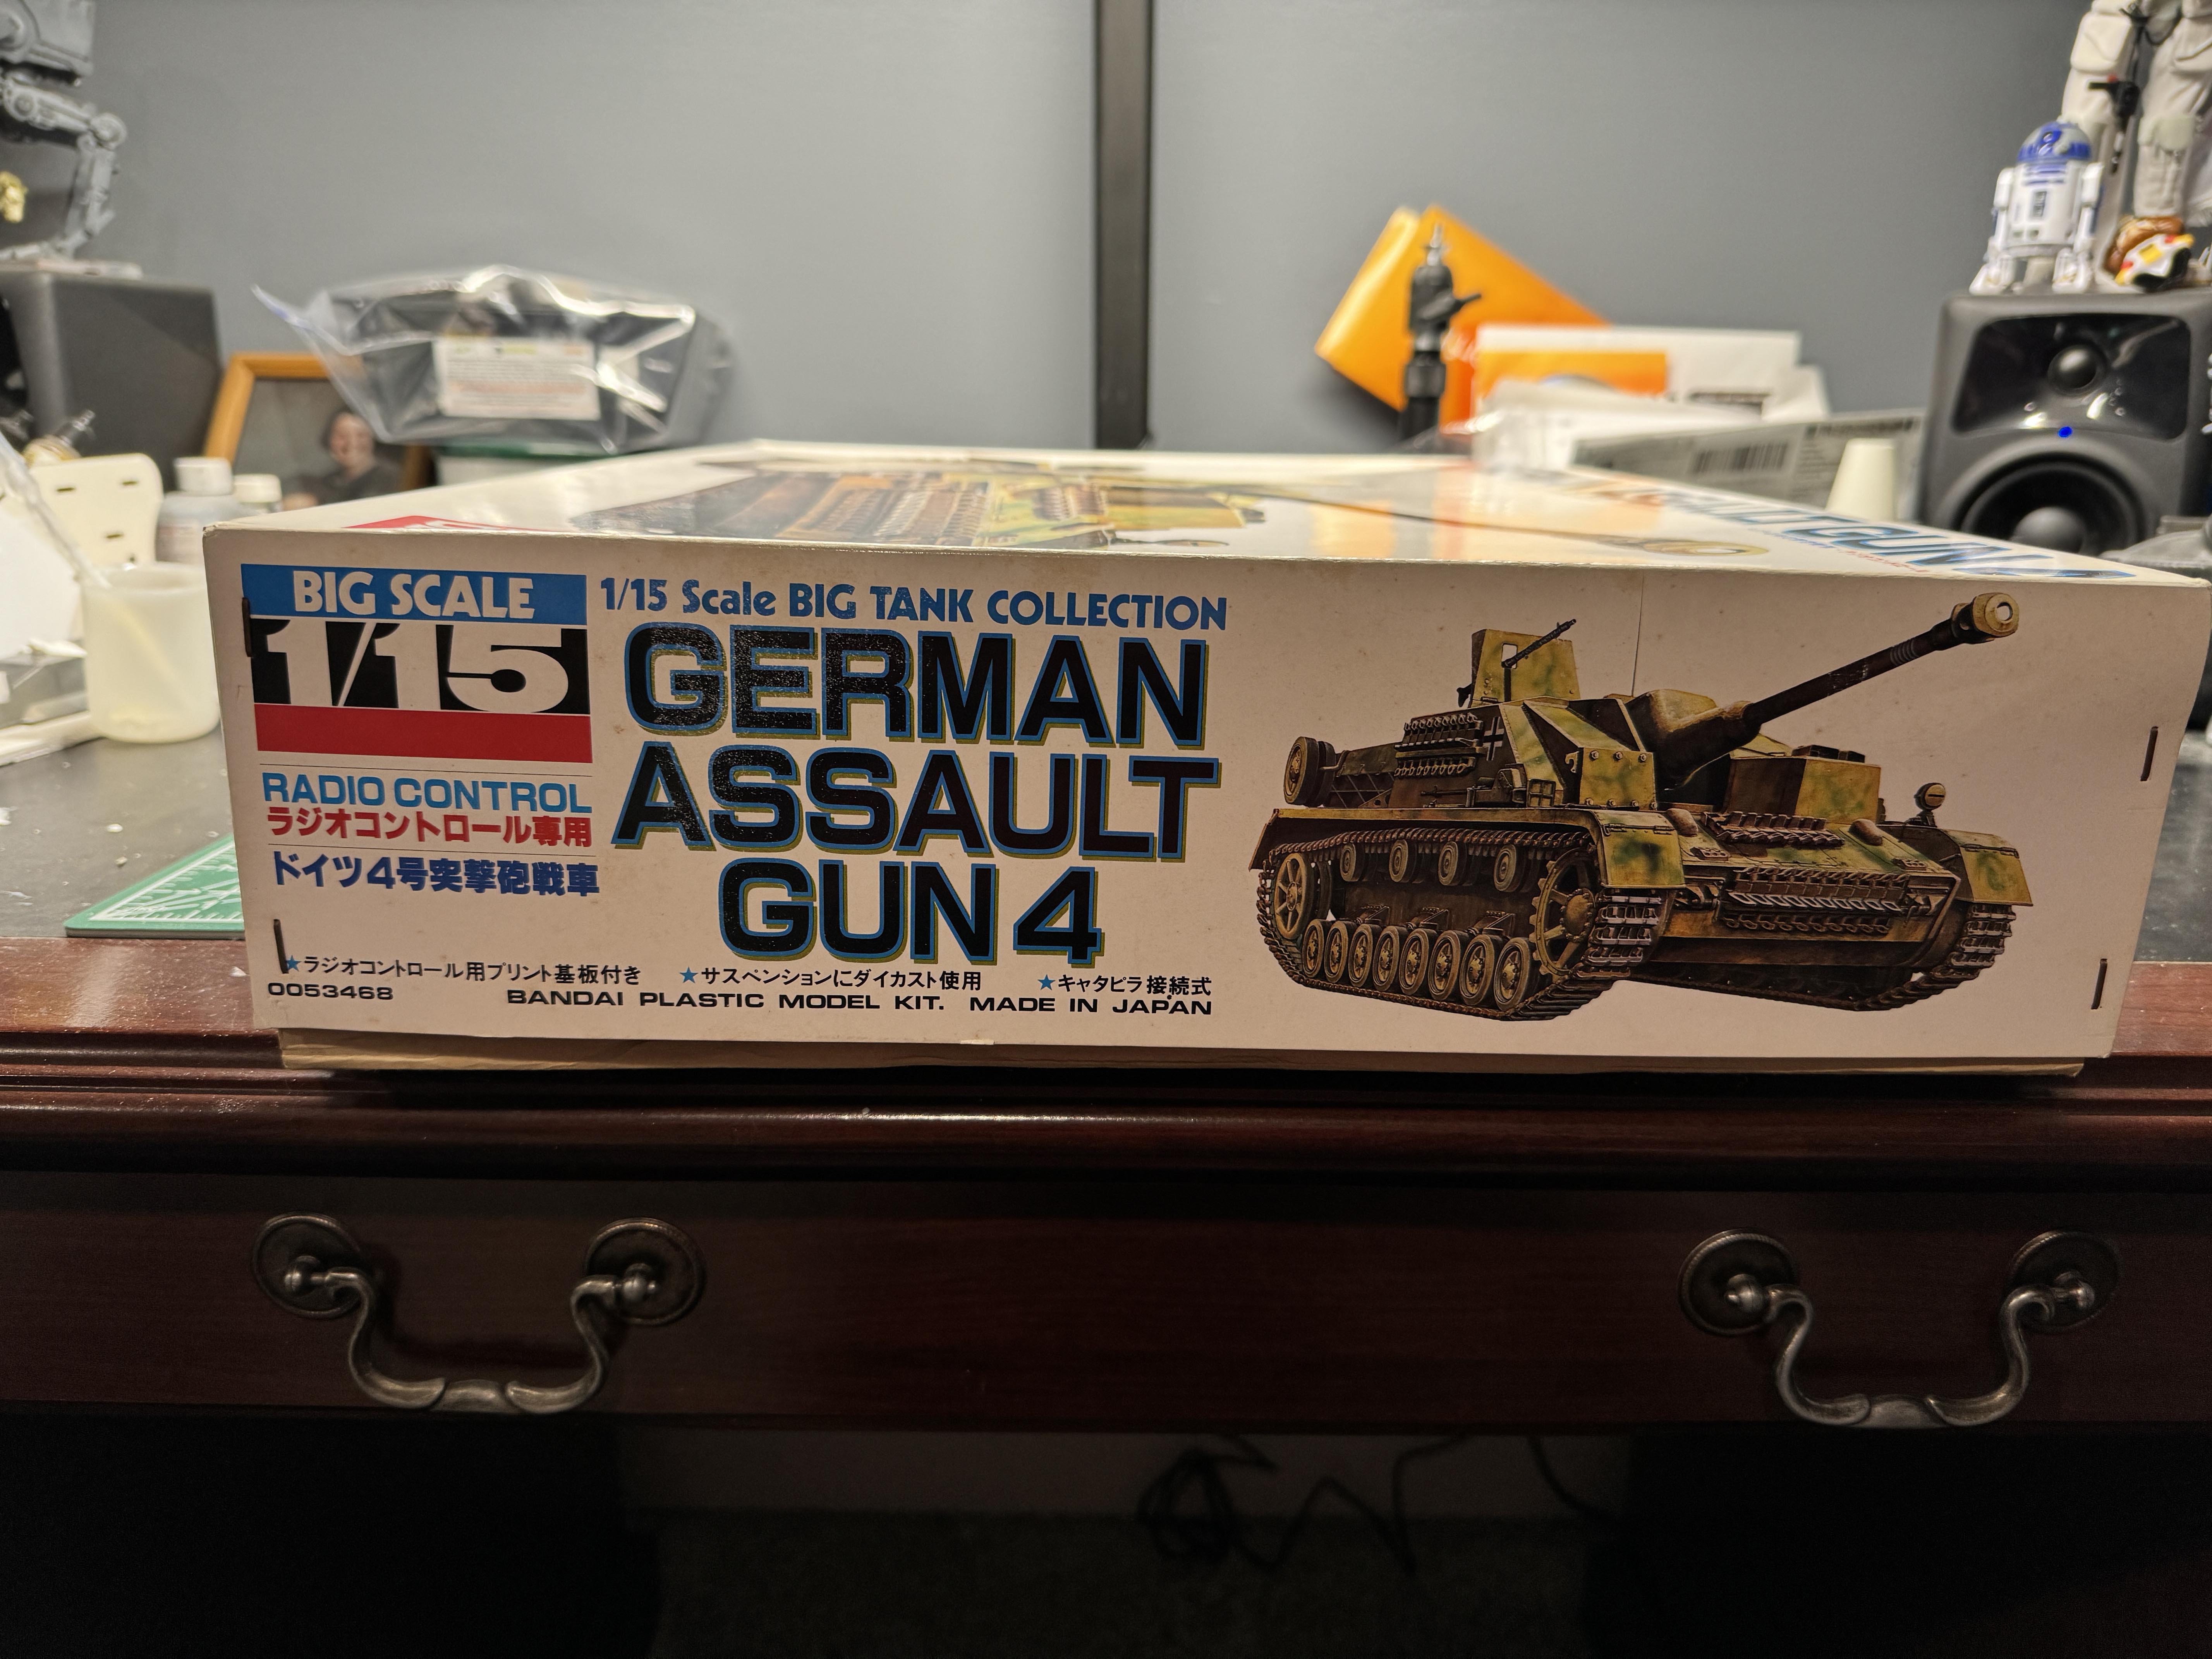 BIG SCALE
1/15
RADIO CONTROL
ラジオコントロール専用
ドイツ4号突撃砲戦車
1/15 Scale BIG TANK COLLECTION
GERMAN
ASSAULT
GUN 4
★ラジオコントロール用プリント基板付き ★サスペンションにダイカスト使用 ★キャタピラ接続式
0053468 BANDAI PLASTIC MODEL KIT. MADE IN JAPAN